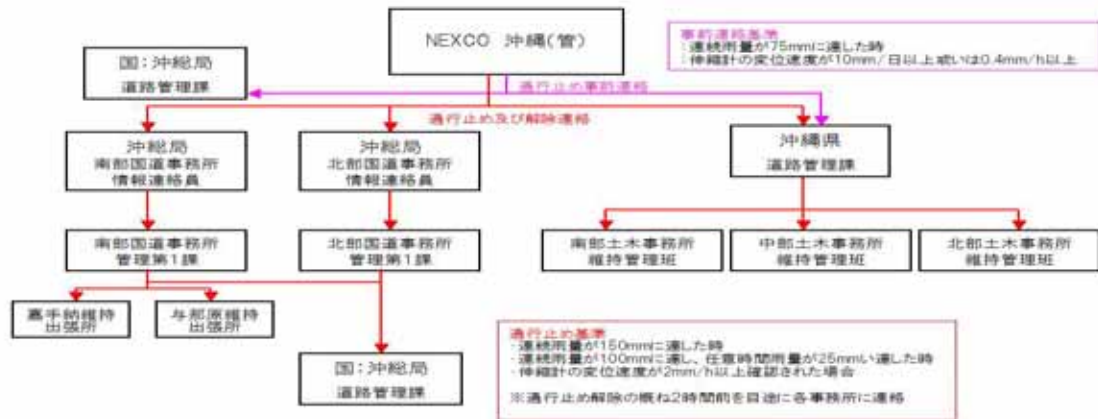 NEXCO 沖縄(管)
事前連絡基準
・連続雨量が75mmに達した時
・伸縮計の変位速度が10mm/日以上或いは0.4mm/h以上
国:沖総局
道路管理課
通行止め事前連絡
通行止め及び解除連絡
沖総局
南部国道事務所
情報連絡員
沖総局
北部国道事務所
情報連絡員
沖縄県
道路管理課
南部国道事務所
管理第1課
北部国道事務所
管理第1課
南部土木事務所
維持管理班
中部土木事務所
維持管理班
北部土木事務所
維持管理班
嘉手納維持
出張所
与那原維持
出張所
国:沖総局
道路管理課
通行止め基準
・連続雨量が150mmに達した時
・連続雨量が100mmに達し、任意時間雨量が25mmい達した時
・伸縮計の変位速度が2mm/h以上確認された場合
※通行止め解除の概ね2時間前を目途に各事務所に連絡